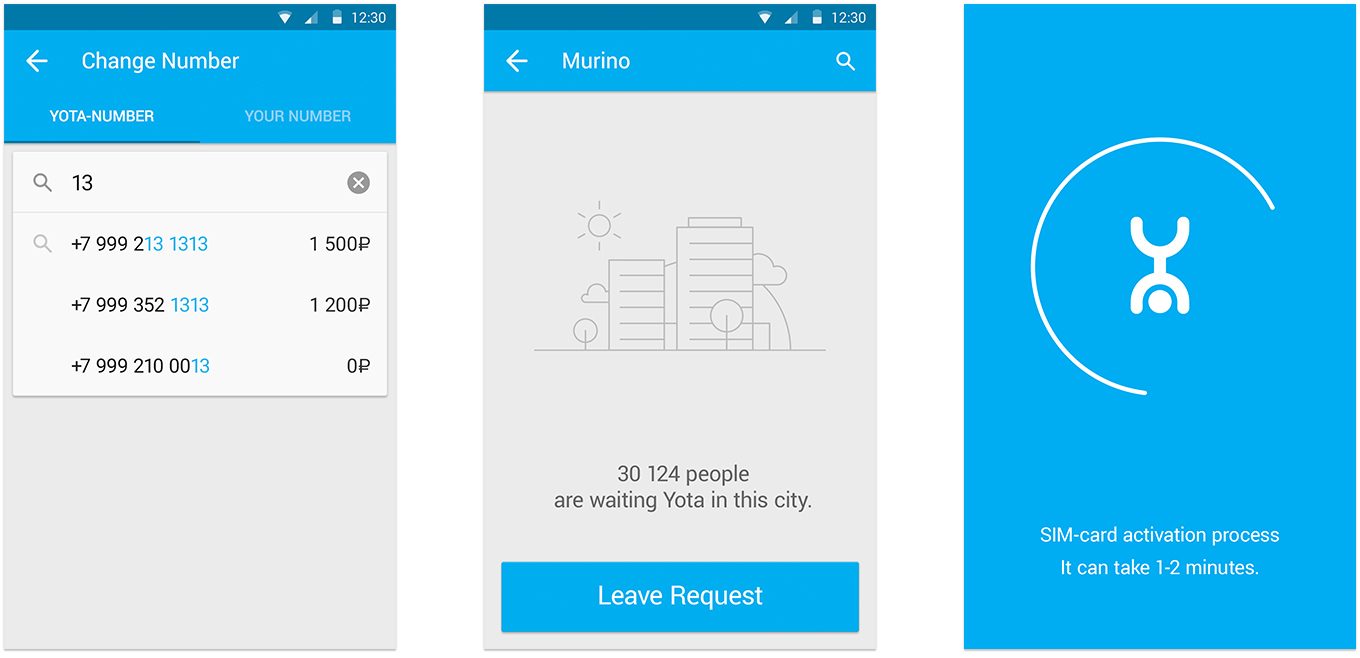 12:30
Change Number
YOTA-NUMBER YOUR NUMBER
13
+7 999 213 1313 1 500₽
+7 999 352 1313 1 200₽
+7 999 210 0013 0₽
12:30
Murino
30 124 people
are waiting Yota in this city.
Leave Request
SIM-card activation process
It can take 1-2 minutes.